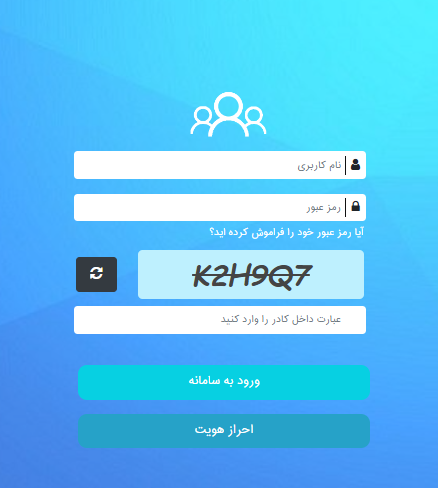 نام کاربری
رمز عبور
آیا رمز عبور خود را فراموش کرده اید؟
K2H9Q7
عبارت داخل کادر را وارد کنید
ورود به سامانه
احراز هویت